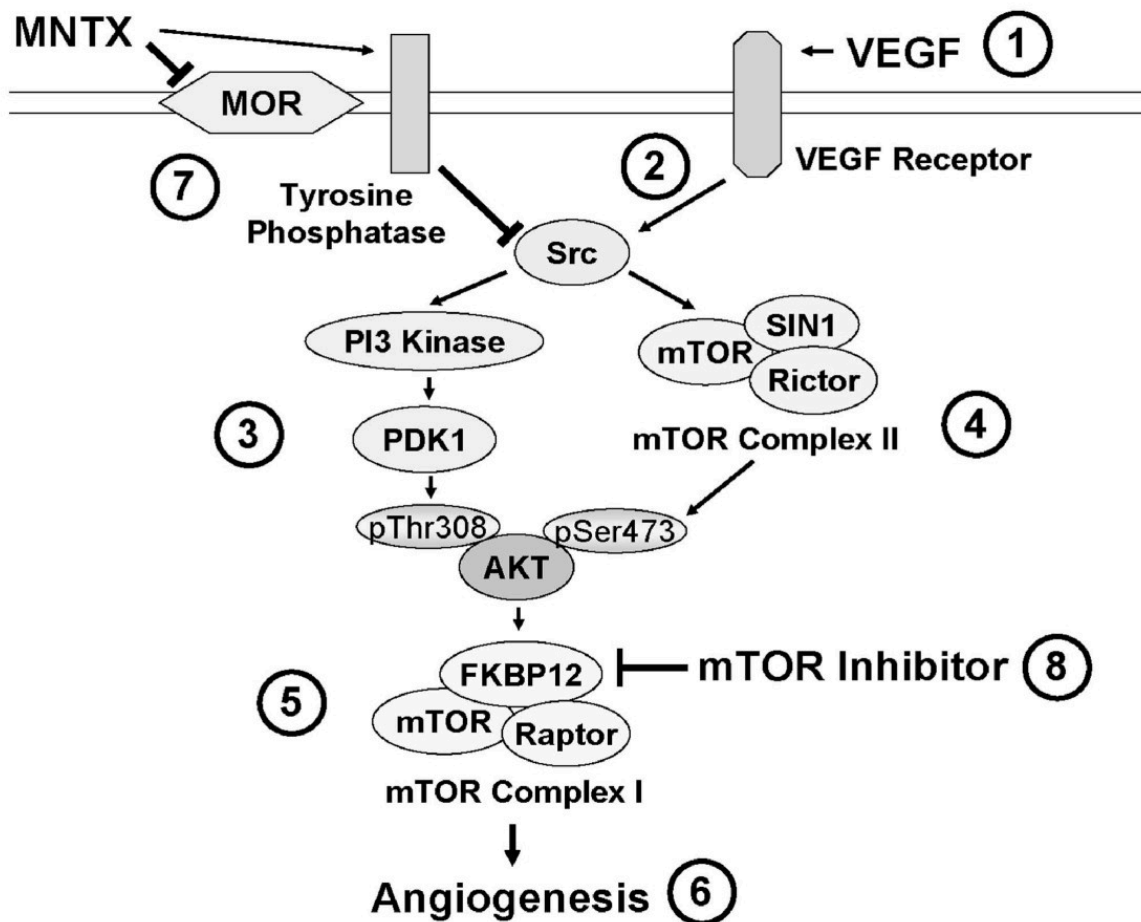 MNTX
VEGF
1
MOR
7
Tyrosine
Phosphatase
2
VEGF Receptor
Src
PI3 Kinase
mTOR
SIN1
Rictor
3
PDK1
mTOR Complex II
4
pThr308
pSer473
AKT
FKBP12
mTOR Inhibitor
8
5
mTOR
Raptor
mTOR Complex I
Angiogenesis
6